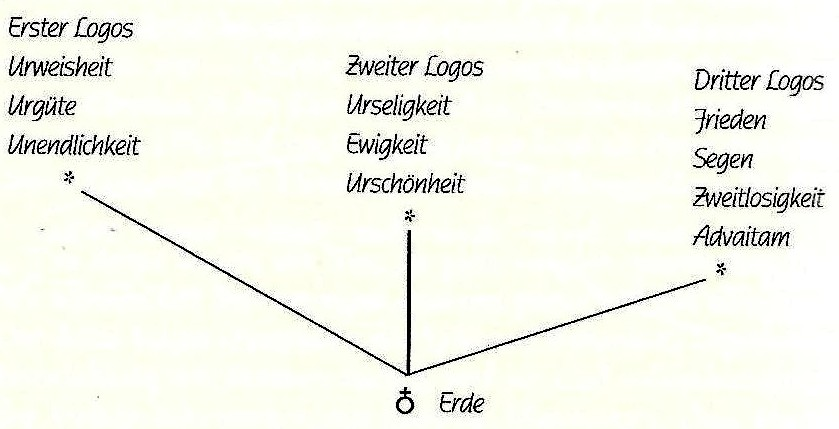 Erster Logos
Urweisheit
Urgüte
Unendlichkeit
*
Zweiter Logos
Urseligkeit
Ewigkeit
Urschönheit
*
Dritter Logos
Frieden
Segen
Zweitlosigkeit
Advaitam
*
♁ Erde